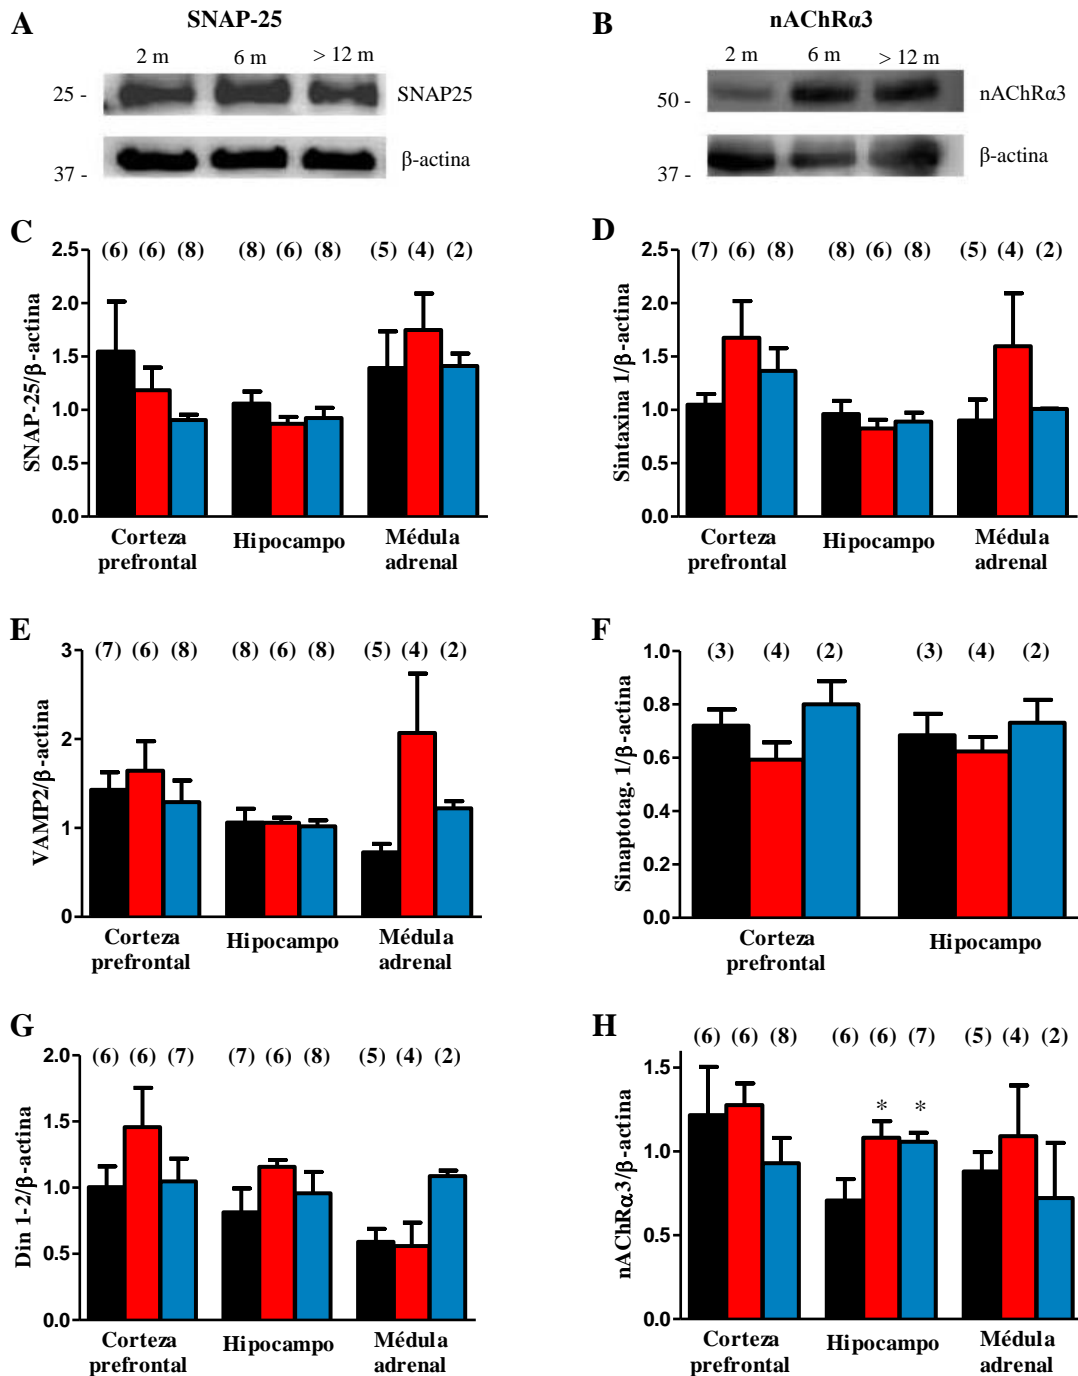 A
SNAP-25
2 m 6 m > 12 m
25 -
SNAP25
37 -
β-actina
B
nAChRα3
2 m 6 m > 12 m
50 -
nAChRα3
37 -
β-actina
C
(6) (6) (8) (8) (6) (8) (5) (4) (2)
SNAP-25/β-actina
2.5
2.0
1.5
1.0
0.5
0.0
Corteza
prefrontal
Hipocampo
Médula
adrenal
D
(7) (6) (8) (8) (6) (8) (5) (4) (2)
Sintaxina 1/β-actina
2.5
2.0
1.5
1.0
0.5
0.0
Corteza
prefrontal
Hipocampo
Médula
adrenal
E
(7) (6) (8) (8) (6) (8) (5) (4) (2)
VAMP2/β-actina
3
2
1
0
Corteza
prefrontal
Hipocampo
Médula
adrenal
F
(3) (4) (2) (3) (4) (2)
Sinaptotag. 1/β-actina
1.0
0.8
0.6
0.4
0.2
0.0
Corteza
prefrontal
Hipocampo
G
(6) (6) (7) (7) (6) (8) (5) (4) (2)
Din 1-2/β-actina
2.0
1.5
1.0
0.5
0.0
Corteza
prefrontal
Hipocampo
Médula
adrenal
H
(6) (6) (8) (6) (6) (7) (5) (4) (2)
nAChRα3/β-actina
1.5
1.0
0.5
0.0
* *
Corteza
prefrontal
Hipocampo
Médula
adrenal